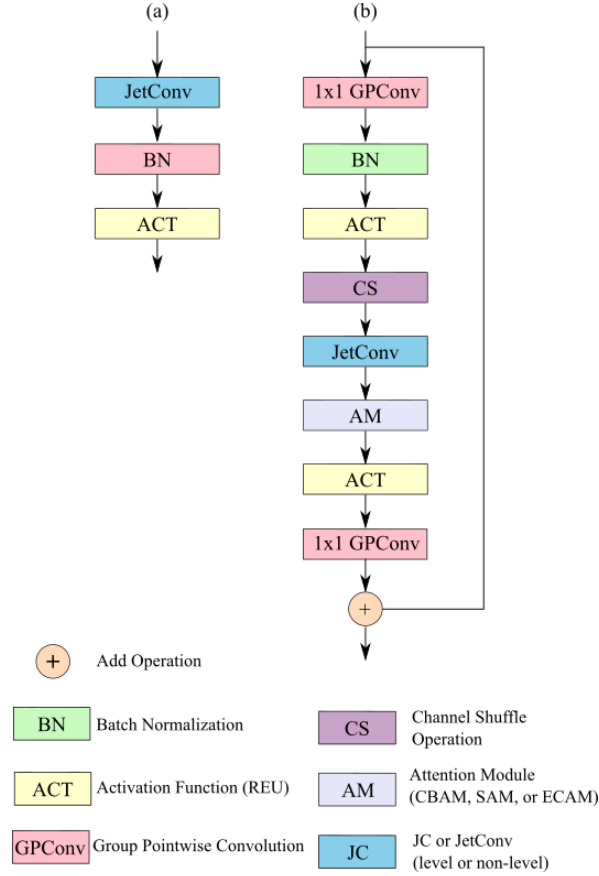 (a)
JetConv
BN
ACT
(b)
1x1 GPConv
BN
ACT
CS
JetConv
AM
ACT
1x1 GPConv
+
+ Add Operation
BN Batch Normalization
ACT Activation Function (REU)
GPConv Group Pointwise Convolution
CS Channel Shuffle
Operation
AM Attention Module
(CBAM, SAM, or ECAM)
JC JC or JetConv
(level or non-level)